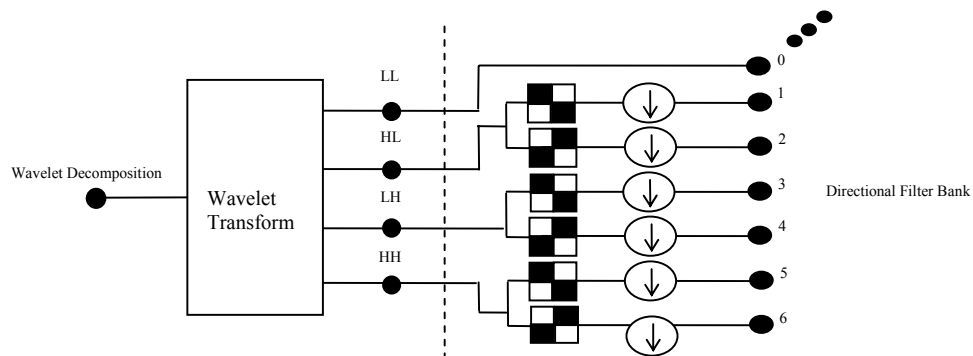 0
LL
1
HL
2
Wavelet Decomposition
Wavelet
Transform
LH
3
Directional Filter Bank
4
HH
5
6